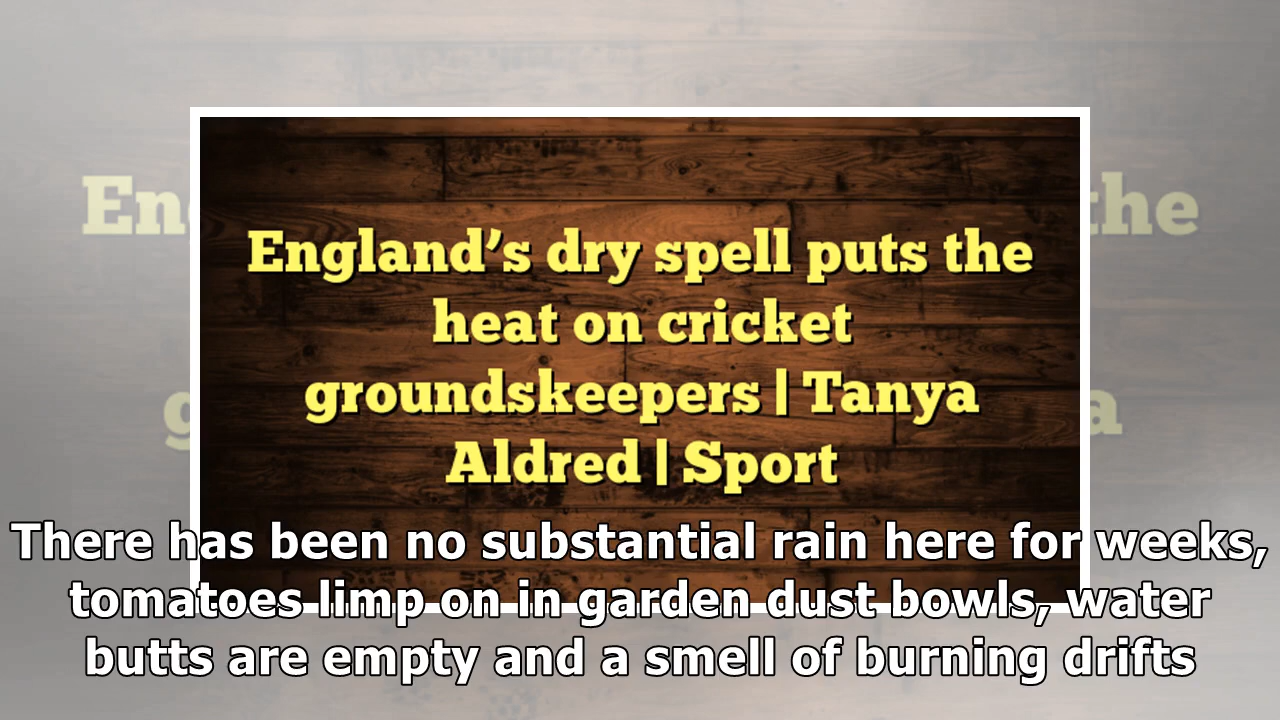 England’s dry spell puts the
heat on cricket
groundskeepers | Tanya
Aldred | Sport
There has been no substantial rain here for weeks,
tomatoes limp on in garden dust bowls, water
butts are empty and a smell of burning drifts